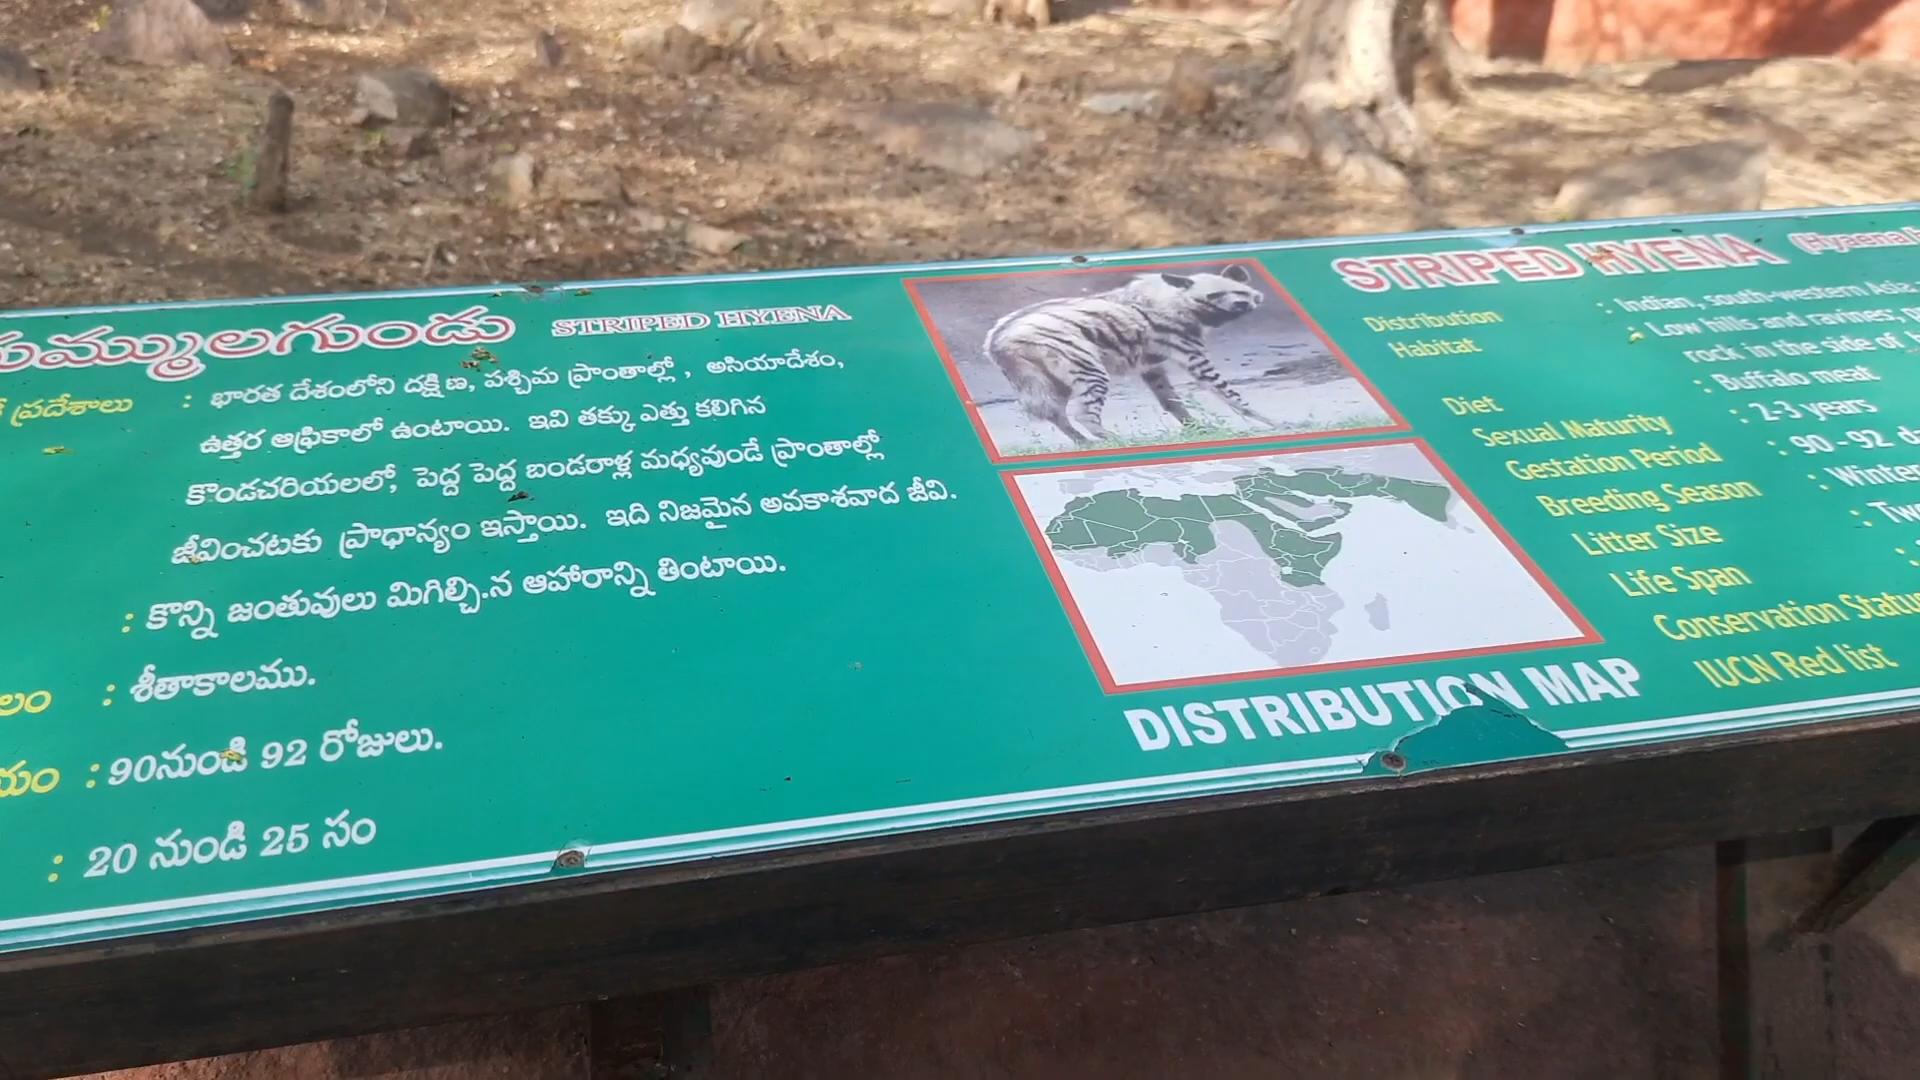 STRIPED HYENA
: భారత దేశంలోని దక్షిణ, పశ్చిమ ప్రాంతాల్లో , అసియాదేశం,
ప్రదేశాలు
ఉత్తర ఆఫ్రికాలో ఉంటాయి. ఇవి తక్కు ఎత్తు కలిగిన
కొండచరియలలో, పెద్ద పెద్ద బండరాళ్ల మధ్యవుండే ప్రాంతాల్లో
జీవించటకు ప్రాధాన్యం ఇస్తాయి. ఇది నిజమైన అవకాశవాద జీవి.
: కొన్ని జంతువులు మిగిల్చి.న ఆహారాన్ని తింటాయి.
: శీతాకాలము.
: 90నుండి 92 రోజులు.
: 20 నుండి 25 సం
DISTRIBUTION MAP
STRIPED HYENA
Distribution : Indian , south-western Asia
Habitat : Low hills and ravines;
rock in the side of
Diet : Buffalo meat
Sexual Maturity : 2-3 years
Gestation Period : 90 -92
Breeding Season : Winter
Litter Size :
Life Span :
Conservation Status
IUCN Red list